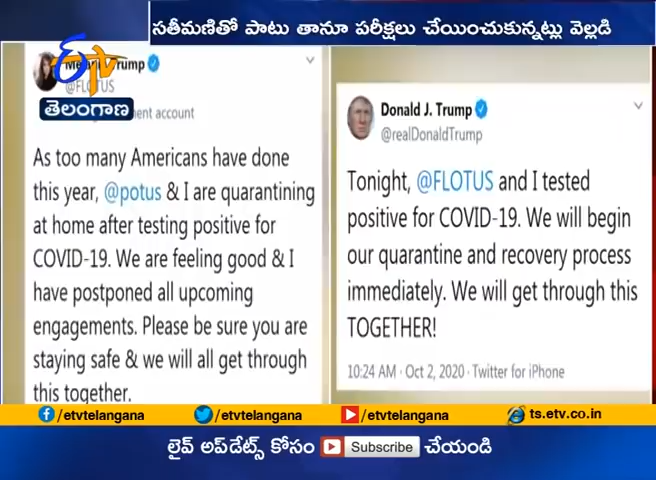 సతీమణితో పాటు తానూ పరీక్షలు చేయించుకున్నట్లు వెల్లడి
etv
తెలంగాణ
Trump
@FLOTUS
ent account
As too many Americans have done
this year, @potus & I are quarantining
at home after testing positive for
COVID-19. We are feeling good & I
have postponed all upcoming
engagements. Please be sure you are
staying safe & we will all get through
this together.
Donald J. Trump
@realDonaldTrump
Tonight, @FLOTUS and I tested
positive for COVID-19. We will begin
our quarantine and recovery process
immediately. We will get through this
TOGETHER!
10:24 AM · Oct 2, 2020 · Twitter for iPhone
/etvtelangana /etvtelangana /etvtelangana ts.etv.co.in
లైవ్ అప్‌డేట్స్ కోసం Subscribe చేయండి